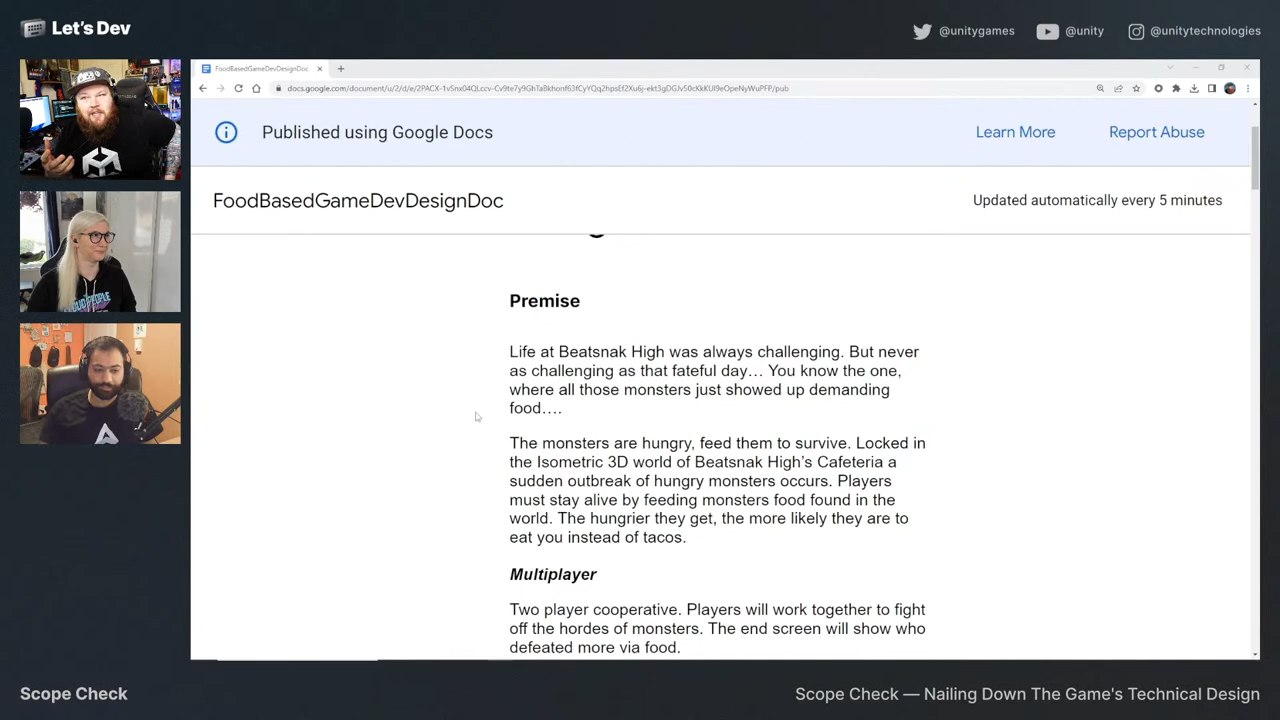 Let's Dev
@unitygames
@unity
@unitytechnologies
FoodBasedGameDevDesignDoc
Published using Google Docs
Learn More
Report Abuse
FoodBasedGameDevDesignDoc
Updated automatically every 5 minutes
Premise
Life at Beatsnak High was always challenging. But never
as challenging as that fateful day… You know the one,
where all those monsters just showed up demanding
food….
The monsters are hungry, feed them to survive. Locked in
the Isometric 3D world of Beatsnak High's Cafeteria a
sudden outbreak of hungry monsters occurs. Players
must stay alive by feeding monsters food found in the
world. The hungrier they get, the more likely they are to
eat you instead of tacos.
Multiplayer
Two player cooperative. Players will work together to fight
off the hordes of monsters. The end screen will show who
defeated more via food.
Scope Check
Scope Check — Nailing Down The Game's Technical Design